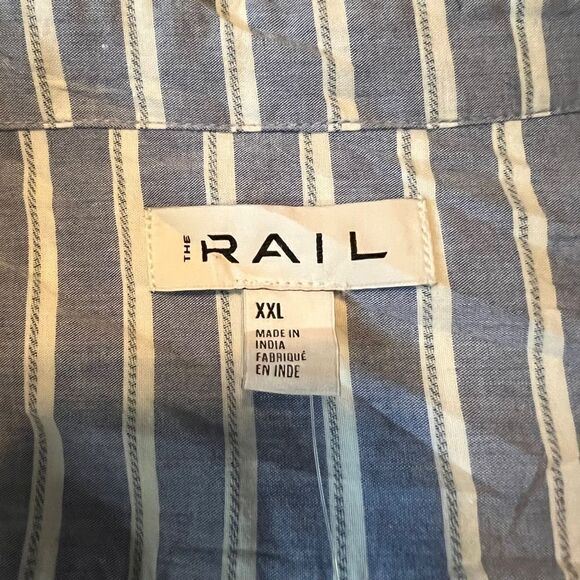 THE RAIL
XXL
MADE IN
INDIA
FABRIQUÉ
EN INDE